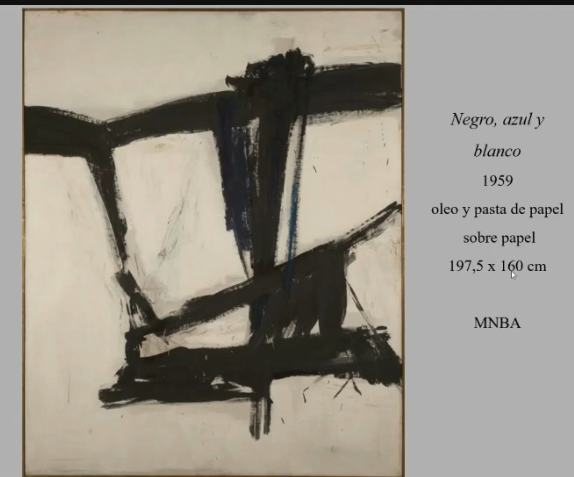 Negro, azul y
blanco
1959
oleo y pasta de papel
sobre papel
197,5 x 160 cm
MNBA